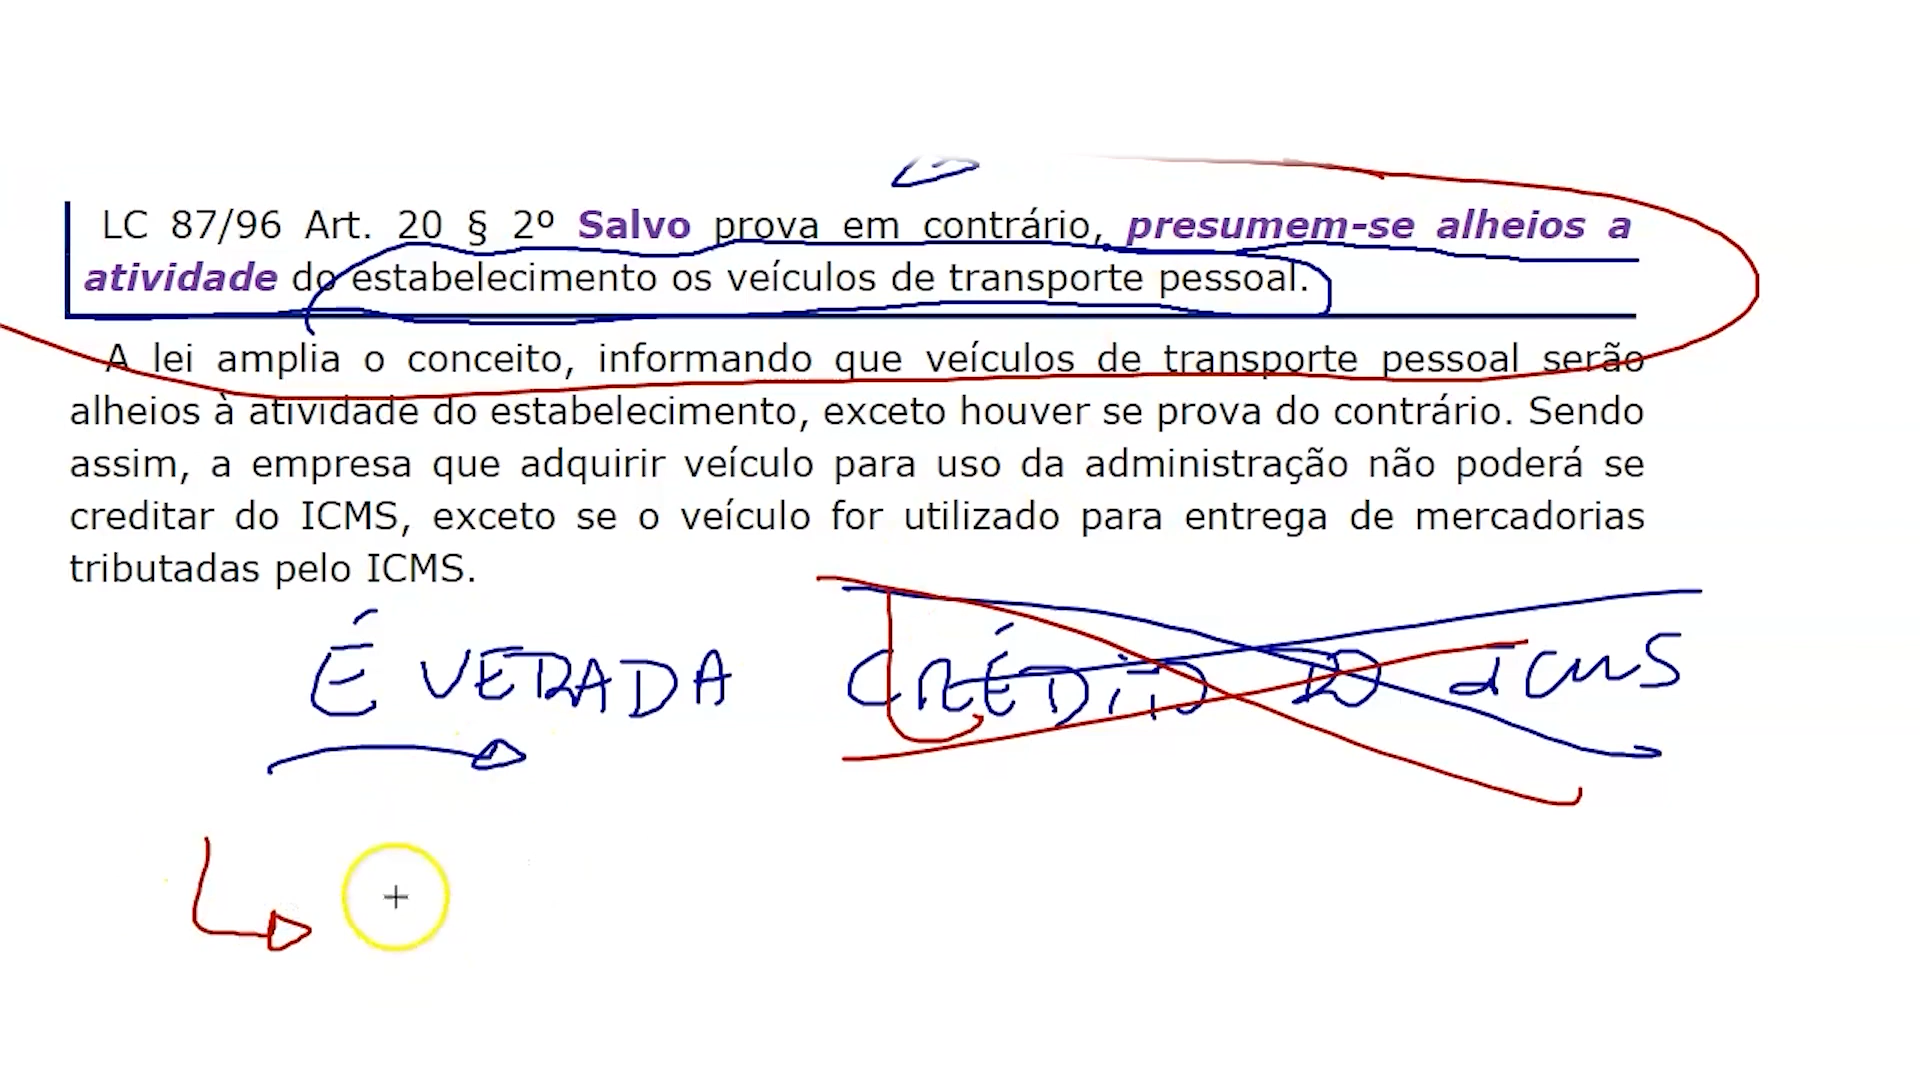 LC 87/96 Art. 20 § 2º Salvo prova em contrário, presumem-se alheios a
atividade do estabelecimento os veículos de transporte pessoal.
A lei amplia o conceito, informando que veículos de transporte pessoal serão
alheios à atividade do estabelecimento, exceto houver se prova do contrário. Sendo
assim, a empresa que adquirir veículo para uso da administração não poderá se
creditar do ICMS, exceto se o veículo for utilizado para entrega de mercadorias
tributadas pelo ICMS.
É VERADA CRÉDITO DO ICMS